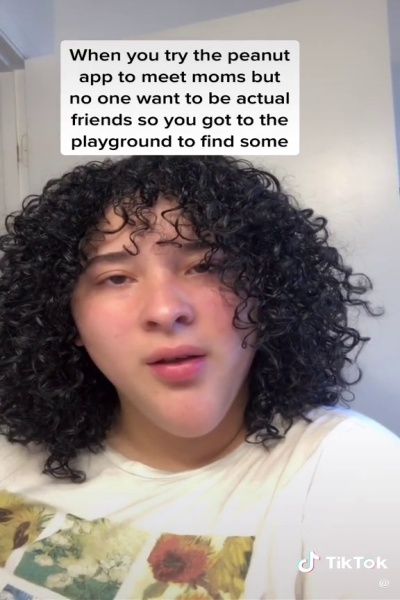 When you try the peanut
app to meet moms but
no one want to be actual
friends so you got to the
playground to find some
TikTok
@